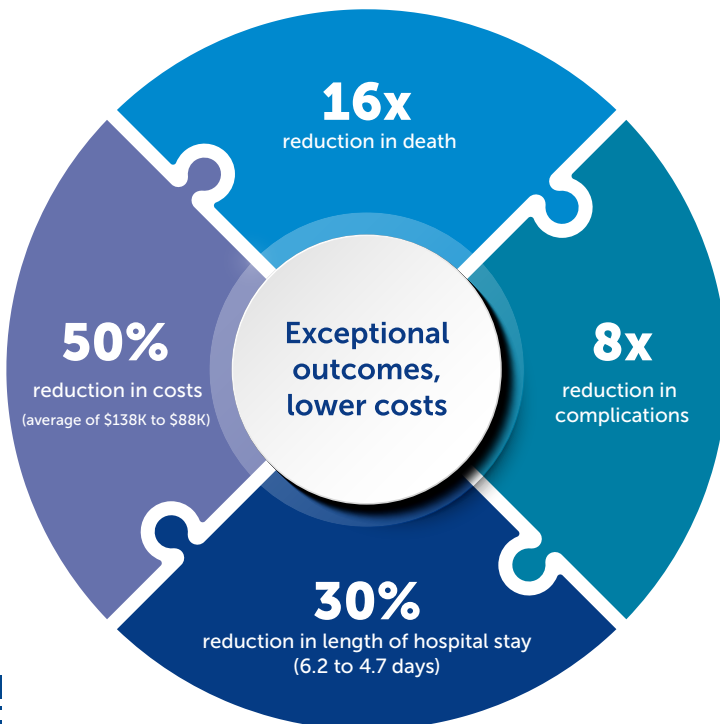 16x
reduction in death
50%
reduction in costs
(average of $138K to $88K)
Exceptional
outcomes,
lower costs
8x
reduction in
complications
30%
reduction in length of hospital stay
(6.2 to 4.7 days)